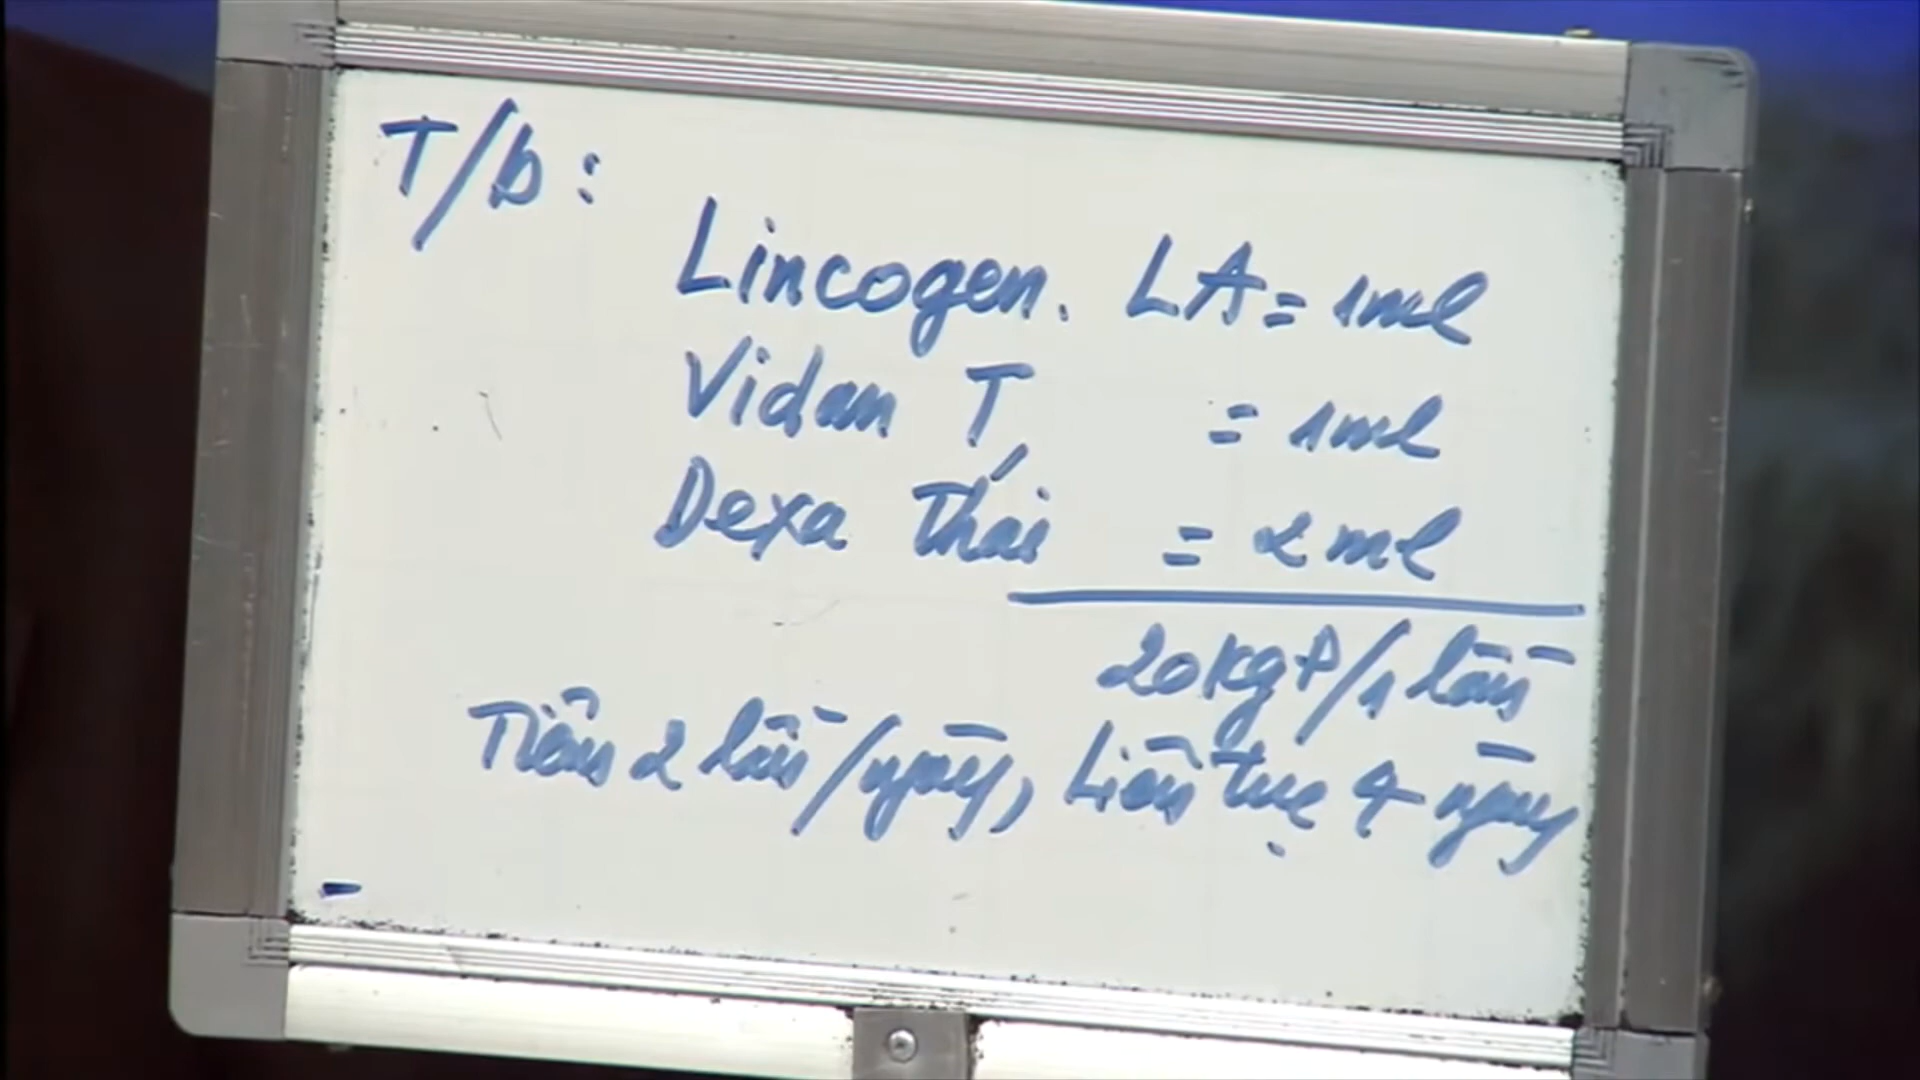 T/b:
Lincogen. LA = 1ml
Vidan T, = 1ml
Dexa Thái = 2ml
20kgP/1 lần
Tiêm 2 lần/ngày, Liên tục 4 ngày
-